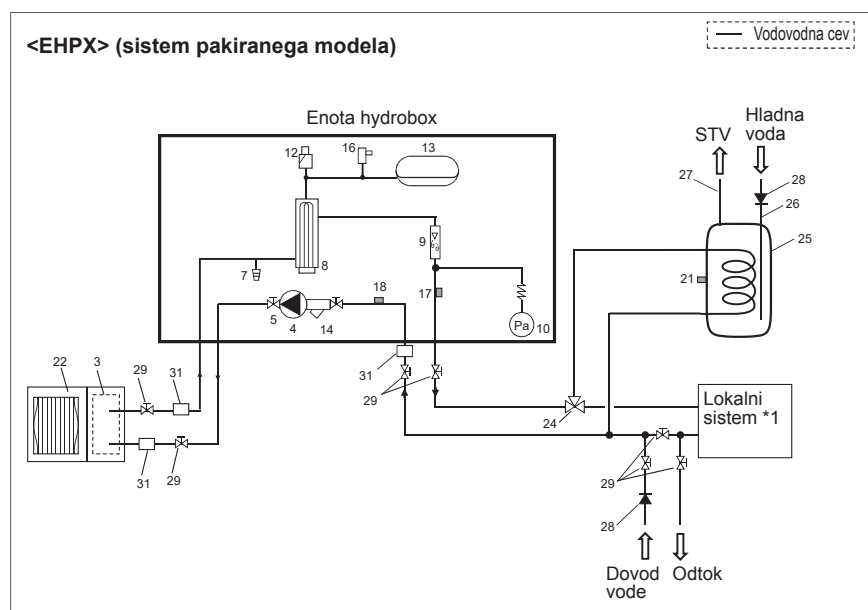 <EHPX> (sistem pakiranega modela)
Vodovodna cev
Enota hydrobox
STV
Hladna
voda
12
16
13
27
28
26
25
9
7
8
21
18
17
5
4
14
Pa
10
22
3
29
31
31
29
24
Lokalni
sistem *1
31
29
29
28
Dovod
vode
Odtok